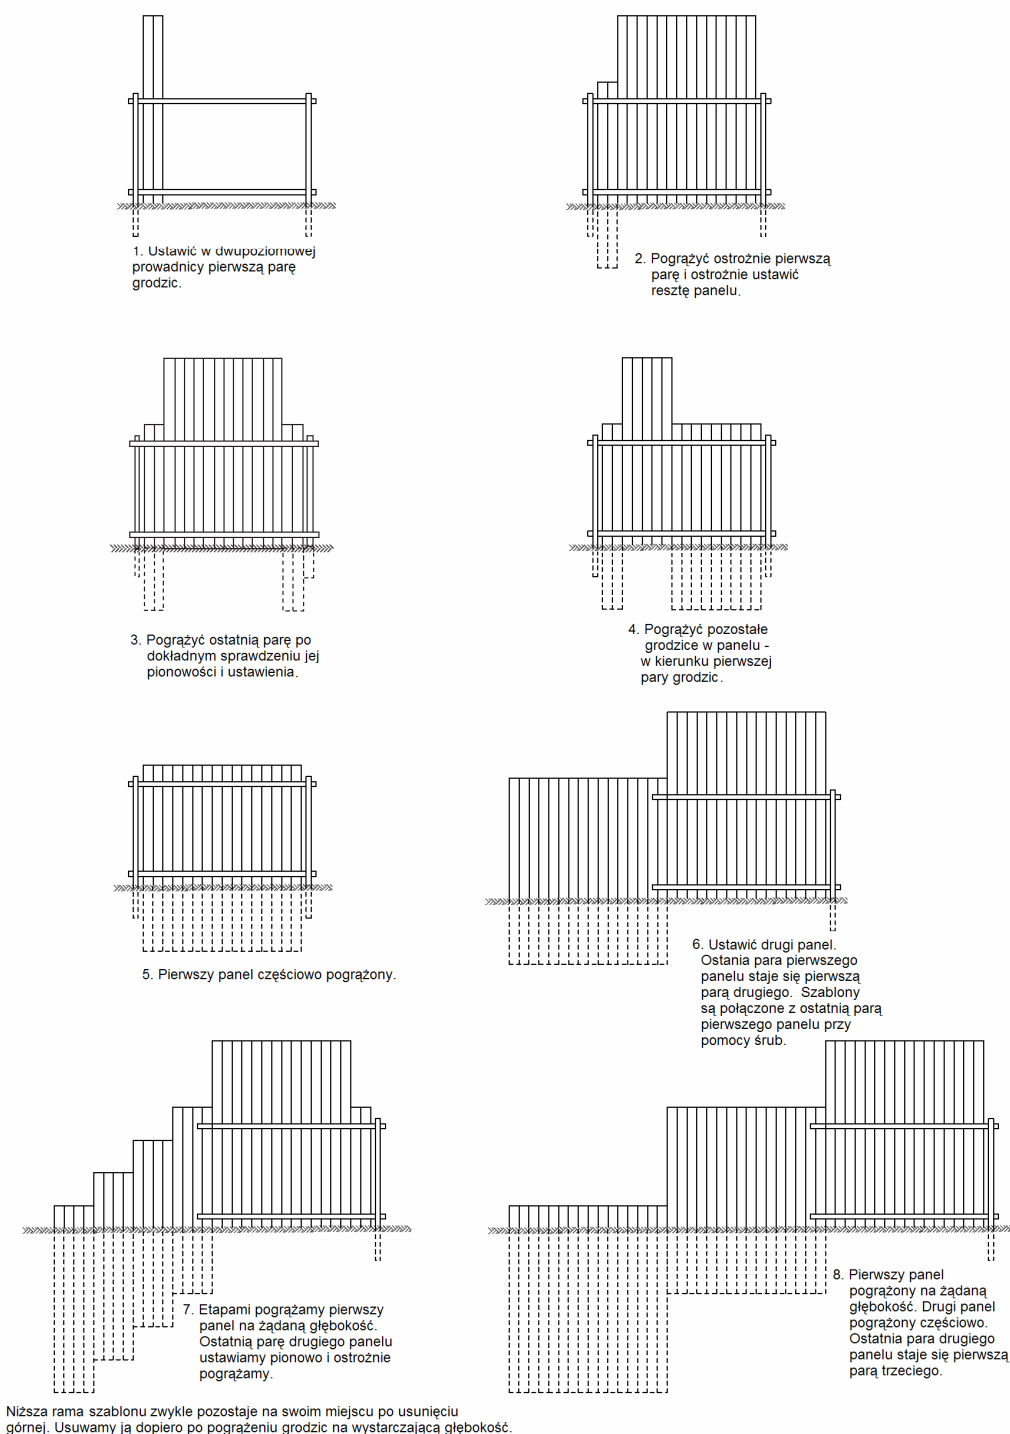 1. Ustawić w dwupoziomowej
prowadnicy pierwszą parę
grodzic.
2. Pogrążyć ostrożnie pierwszą
parę i ostrożnie ustawić
resztę panelu.
3. Pogrążyć ostatnią parę po
dokładnym sprawdzeniu jej
pionowości i ustawienia.
4. Pogrążyć pozostałe
grodzice w panelu -
w kierunku pierwszej
pary grodzic.
5. Pierwszy panel częściowo pogrążony.
6. Ustawić drugi panel.
Ostania para pierwszego
panelu staje się pierwszą
parą drugiego. Szablony
są połączone z ostatnią parą
pierwszego panelu przy
pomocy śrub.
7. Etapami pogrążamy pierwszy
panel na żądaną głębokość.
Ostatnią parę drugiego panelu
ustawiamy pionowo i ostrożnie
pogrążamy.
8. Pierwszy panel
pogrążony na żądaną
głębokość. Drugi panel
pogrążony częściowo.
Ostatnia para drugiego
panelu staje się pierwszą
parą trzeciego.
Niższa rama szablonu zwykle pozostaje na swoim miejscu po usunięciu
górnej. Usuwamy ją dopiero po pogrążeniu grodzic na wystarczającą głębokość.